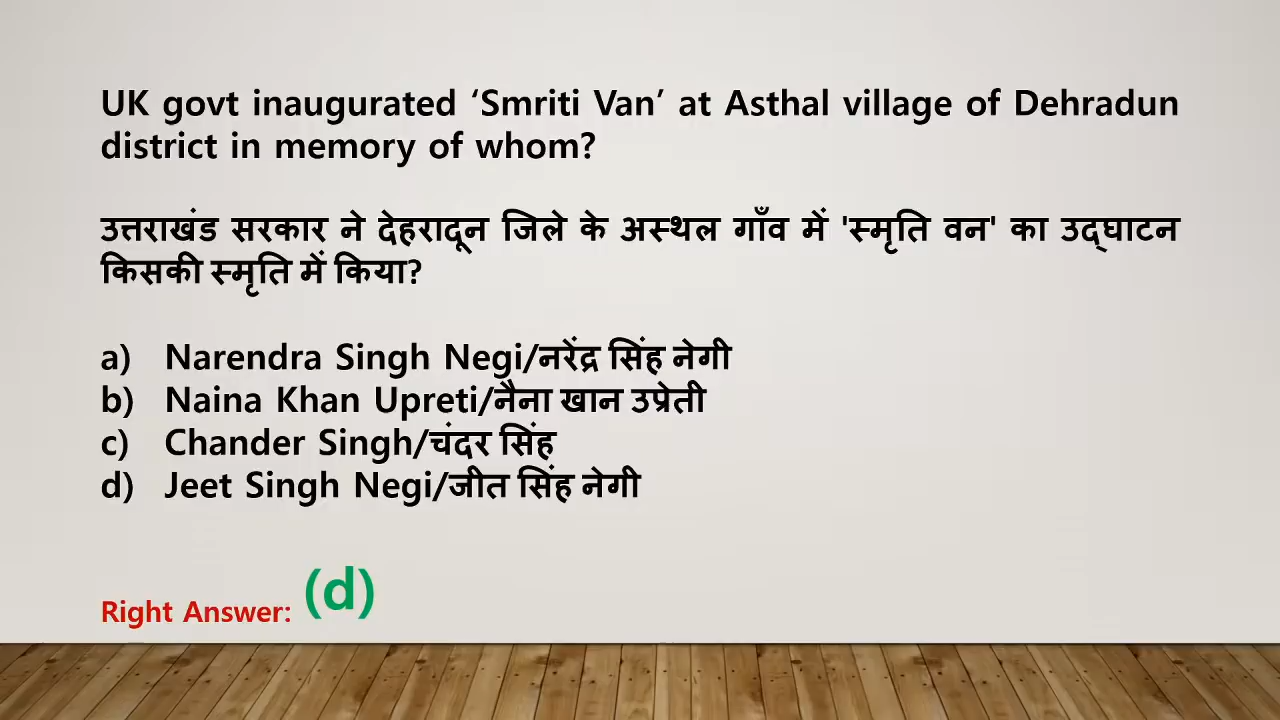 UK govt inaugurated ‘Smriti Van’ at Asthal village of Dehradun
district in memory of whom?
उत्तराखंड सरकार ने देहरादून जिले के अस्थल गाँव में 'स्मृति वन' का उद्घाटन
किसकी स्मृति में किया?
a) Narendra Singh Negi/नरेंद्र सिंह नेगी
b) Naina Khan Upreti/नैना खान उप्रेती
c) Chander Singh/चंदर सिंह
d) Jeet Singh Negi/जीत सिंह नेगी
Right Answer: (d)